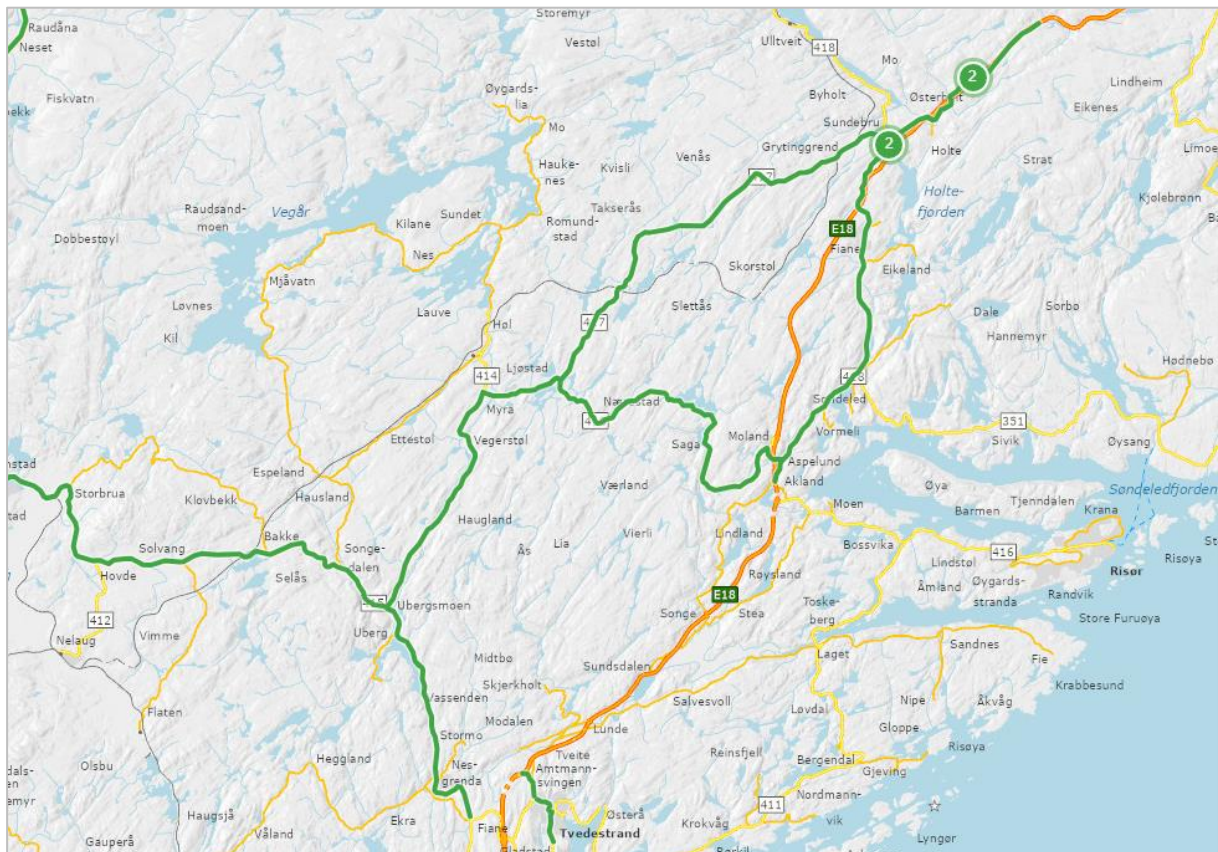 Storemyr
Raudåna
Neset
Vestøl
Ulltveit
418
Mo
2
Lindheim
Fiskvatn
Øygards-
lia
Byholt
Østerholt
Eikenes
Sundebru
2
Mo
Grytinggrend
Holte
Strat
Venås
Hauke-
nes
Kvisli
Kjølebrønn
Raudsand-
moen
Vegår
Kilane
Sundet
Takserås
Holte-
fjorden
Romund-
stad
Dobbestøyl
Nes
E18
Fiane
Skorstøl
Eikeland
Mjåvatn
Løvnes
Lauve
Slettås
Dale
Sorbø
Kil
Høl
Hannemyr
Hødnebø
Ljøstad
414
Myra
351
Vegerstøl
Moland
Vormeli
Sivik
Øysang
Ettestøl
Saga
Aspelund
Espeland
Akland
Øya
Søndeledfjorden
Storbrua
Klovbekk
Hausland
Værland
Moen
Barmen
Tjenndalen
Krana
Haugland
Solvang
Bakke
Songe-
dalen
Ås
Lia
Vierli
Lindland
Bossvika
416
Risøya
Hovde
Selås
Røysland
Lindstøl
Risør
Åmland
Øygards-
stranda
Randvik
412
Ubergsmoen
E18
Songe
Stea
Toske-
berg
Store Furuøya
Nelaug
Vimme
Uberg
Midtbø
Sundsdalen
Laget
Sandnes
Fie
Skjerkholt
Krabbesund
Flaten
Vassenden
Salvesvoll
Løvdal
Nipe
Åkvåg
Modalen
Lunde
Gloppe
Stormo
Olsbu
Heggland
Tveite
Reinsfjell
Bergendal
Risøya
Nes-
grenda
Amtmann-
svingen
Gjeving
Haugsjå
411
Nordmann-
vik
Våland
Ekra
Fiane
Østerå
Krokvåg
Gauperå
Tvedestrand
Lyngør